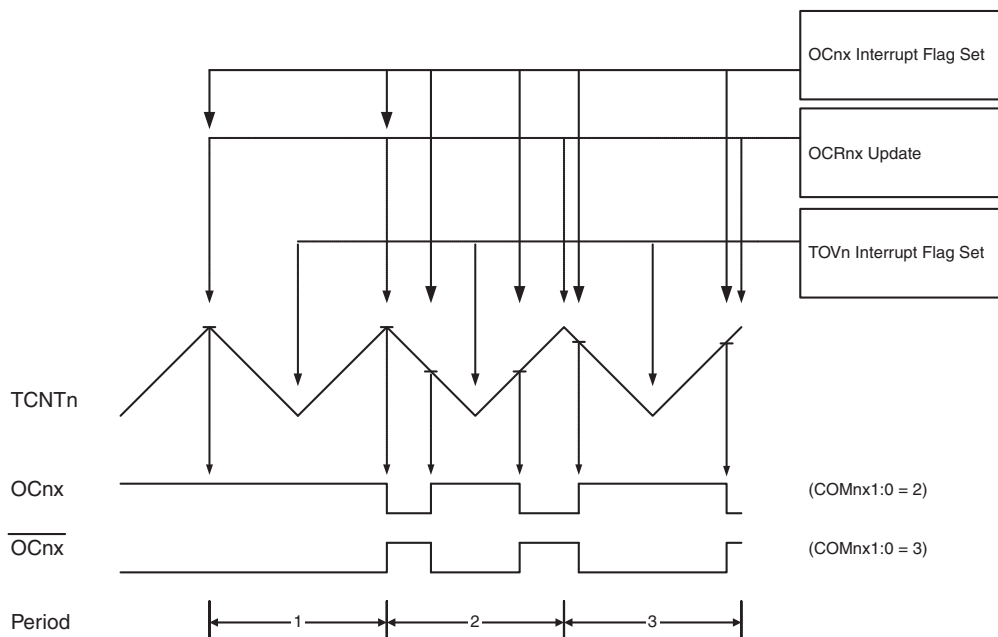 OCnx Interrupt Flag Set
OCRnx Update
TOVn Interrupt Flag Set
TCNTn
OCnx
(COMnx1:0 = 2)
OCnx
(COMnx1:0 = 3)
Period
1
2
3